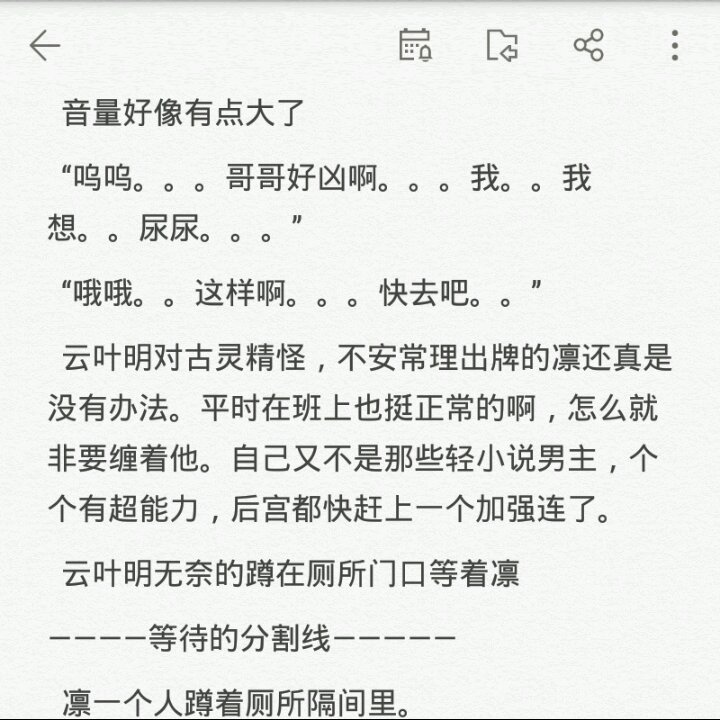 音量好像有点大了
“呜呜。。。哥哥好凶啊。。。我。。我
想。。尿尿。。。”
“哦哦。。这样啊。。。快去吧。。”
云叶明对古灵精怪，不安常理出牌的凛还真是
没有办法。平时在班上也挺正常的啊，怎么就
非要缠着他。自己又不是那些轻小说男主，个
个有超能力，后宫都快赶上一个加强连了。
云叶明无奈的蹲在厕所门口等着凛
————等待的分割线—————
凛一个人蹲着厕所隔间里。